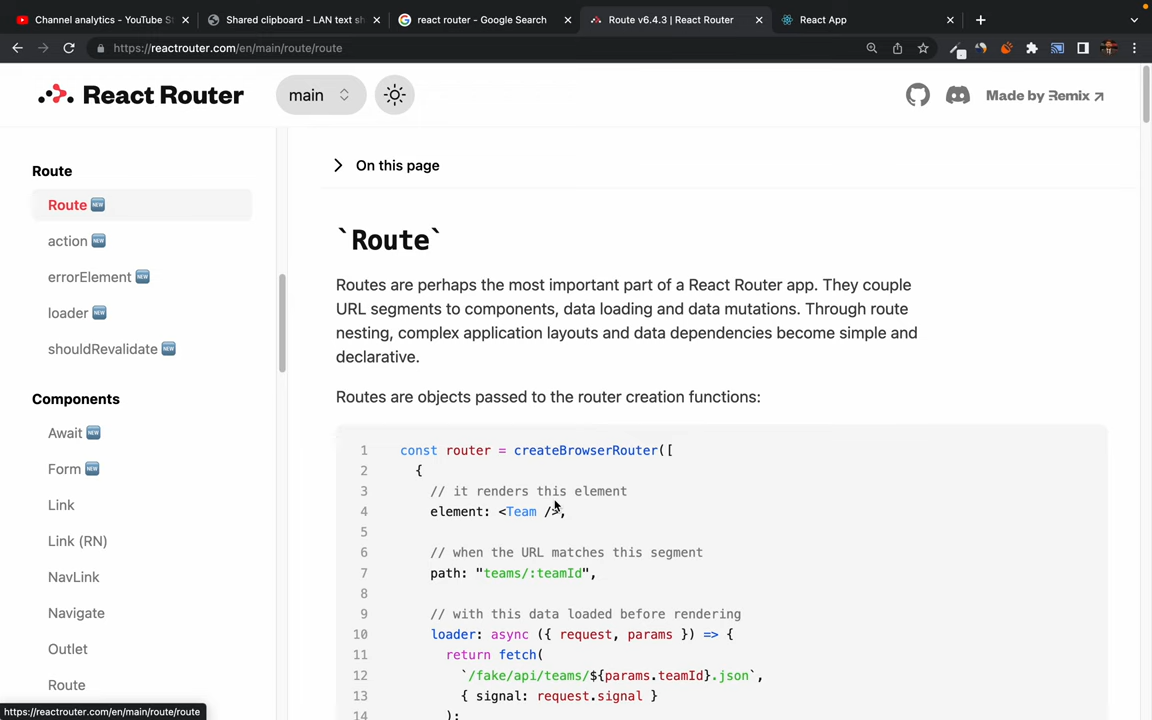 Channel analytics - YouTube St
Shared clipboard - LAN text sh
react router - Google Search
Route v6.4.3 | React Router
React App
https://reactrouter.com/en/main/route/route
React Router
main
Made by Remix ↗
Route
Route NEW
action NEW
errorElement NEW
loader NEW
shouldRevalidate NEW
Components
Await NEW
Form NEW
Link
Link (RN)
NavLink
Navigate
Outlet
Route
https://reactrouter.com/en/main/route/route
On this page
`Route`
Routes are perhaps the most important part of a React Router app. They couple
URL segments to components, data loading and data mutations. Through route
nesting, complex application layouts and data dependencies become simple and
declarative.
Routes are objects passed to the router creation functions:
1 const router = createBrowserRouter([
2 {
3 // it renders this element
4 element: <Team />,
5
6 // when the URL matches this segment
7 path: "teams/:teamId",
8
9 // with this data loaded before rendering
10 loader: async ({ request, params }) => {
11 return fetch(
12 `/fake/api/teams/${params.teamId}.json`,
13 { signal: request.signal }
14 );